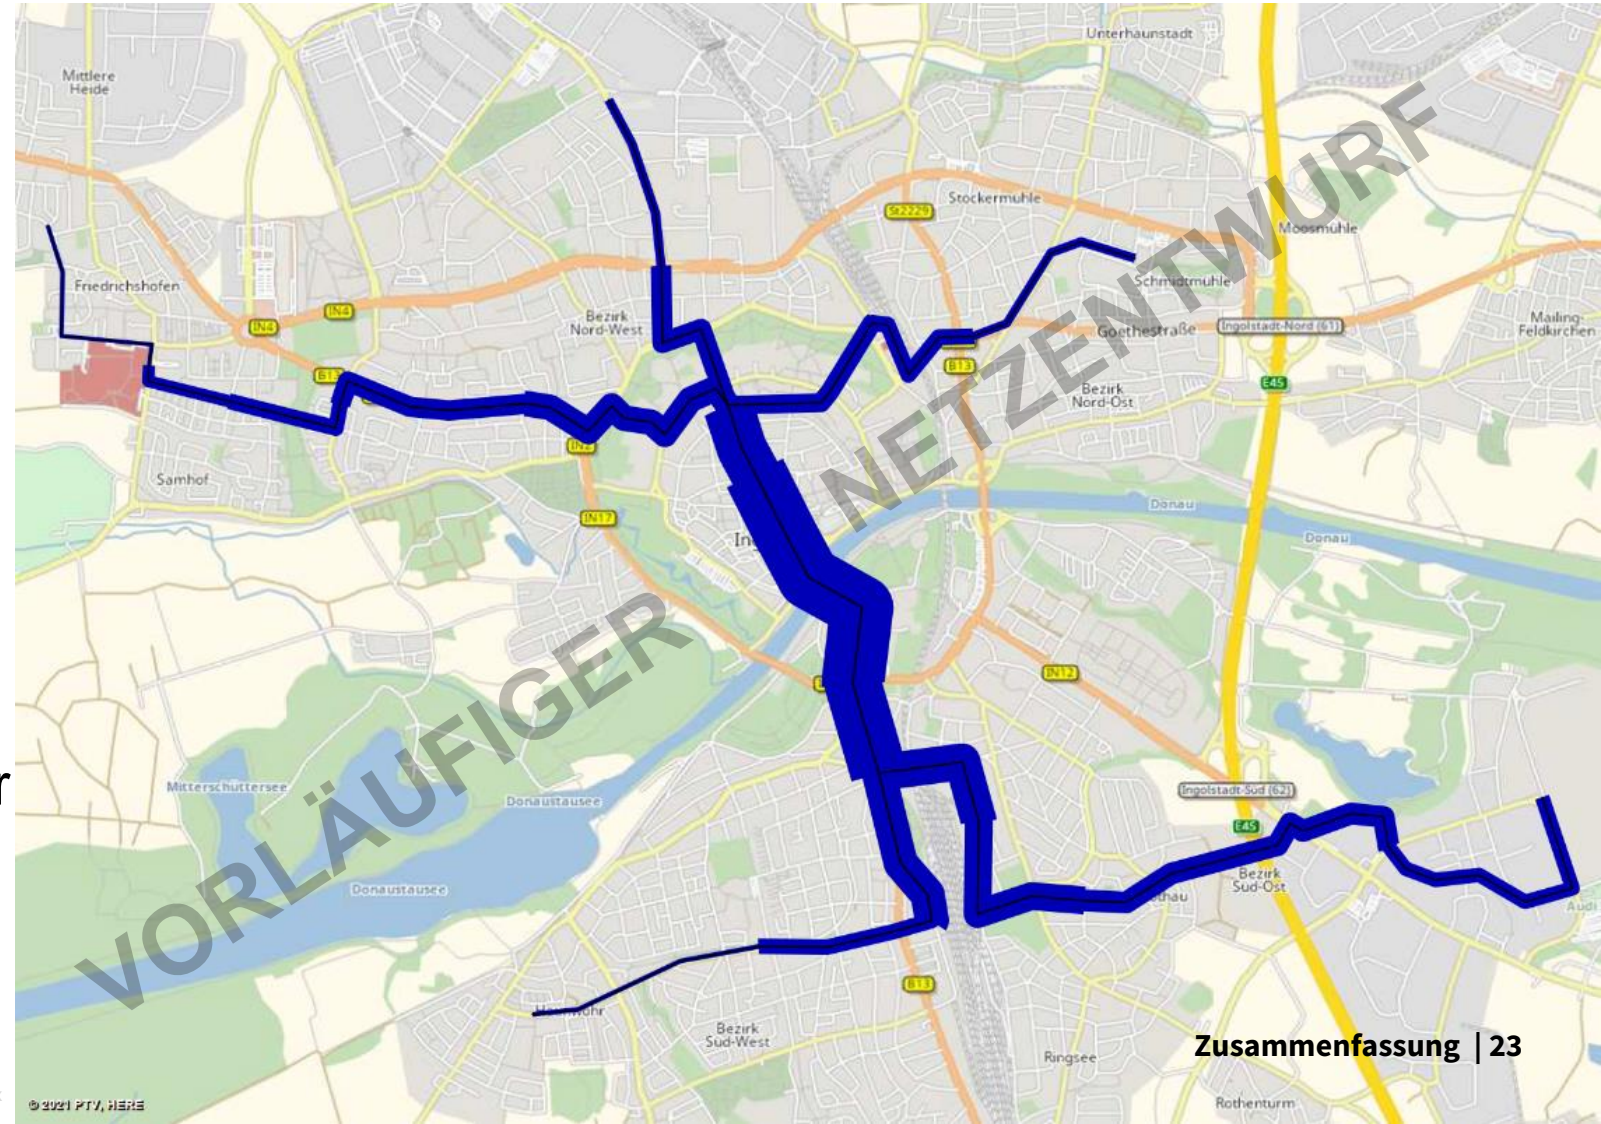 Unterhaunstadt
Mittlere
Heide
Stockermühle
St2229
Moosmühle
Schmidtmühle
Friedrichshofen
IN4
IN4
Bezirk
Nord-West
Goethestraße
Ingolstadt-Nord (61)
Mailing-
Feldkirchen
B13
B13
E45
Bezirk
Nord-Ost
Samhof
IN2
IN17
Donau
Donau
VORLÄUFIGER NETZENTWURF
IN12
r
Mitterschüttersee
Donaustausee
Ingolstadt-Süd (62)
E45
Bezirk
Süd-Ost
Donaustausee
Audi
B13
Bezirk
Süd-West
Zusammenfassung | 23
Ringsee
Rothenturm
© 2021 PTV, HERE